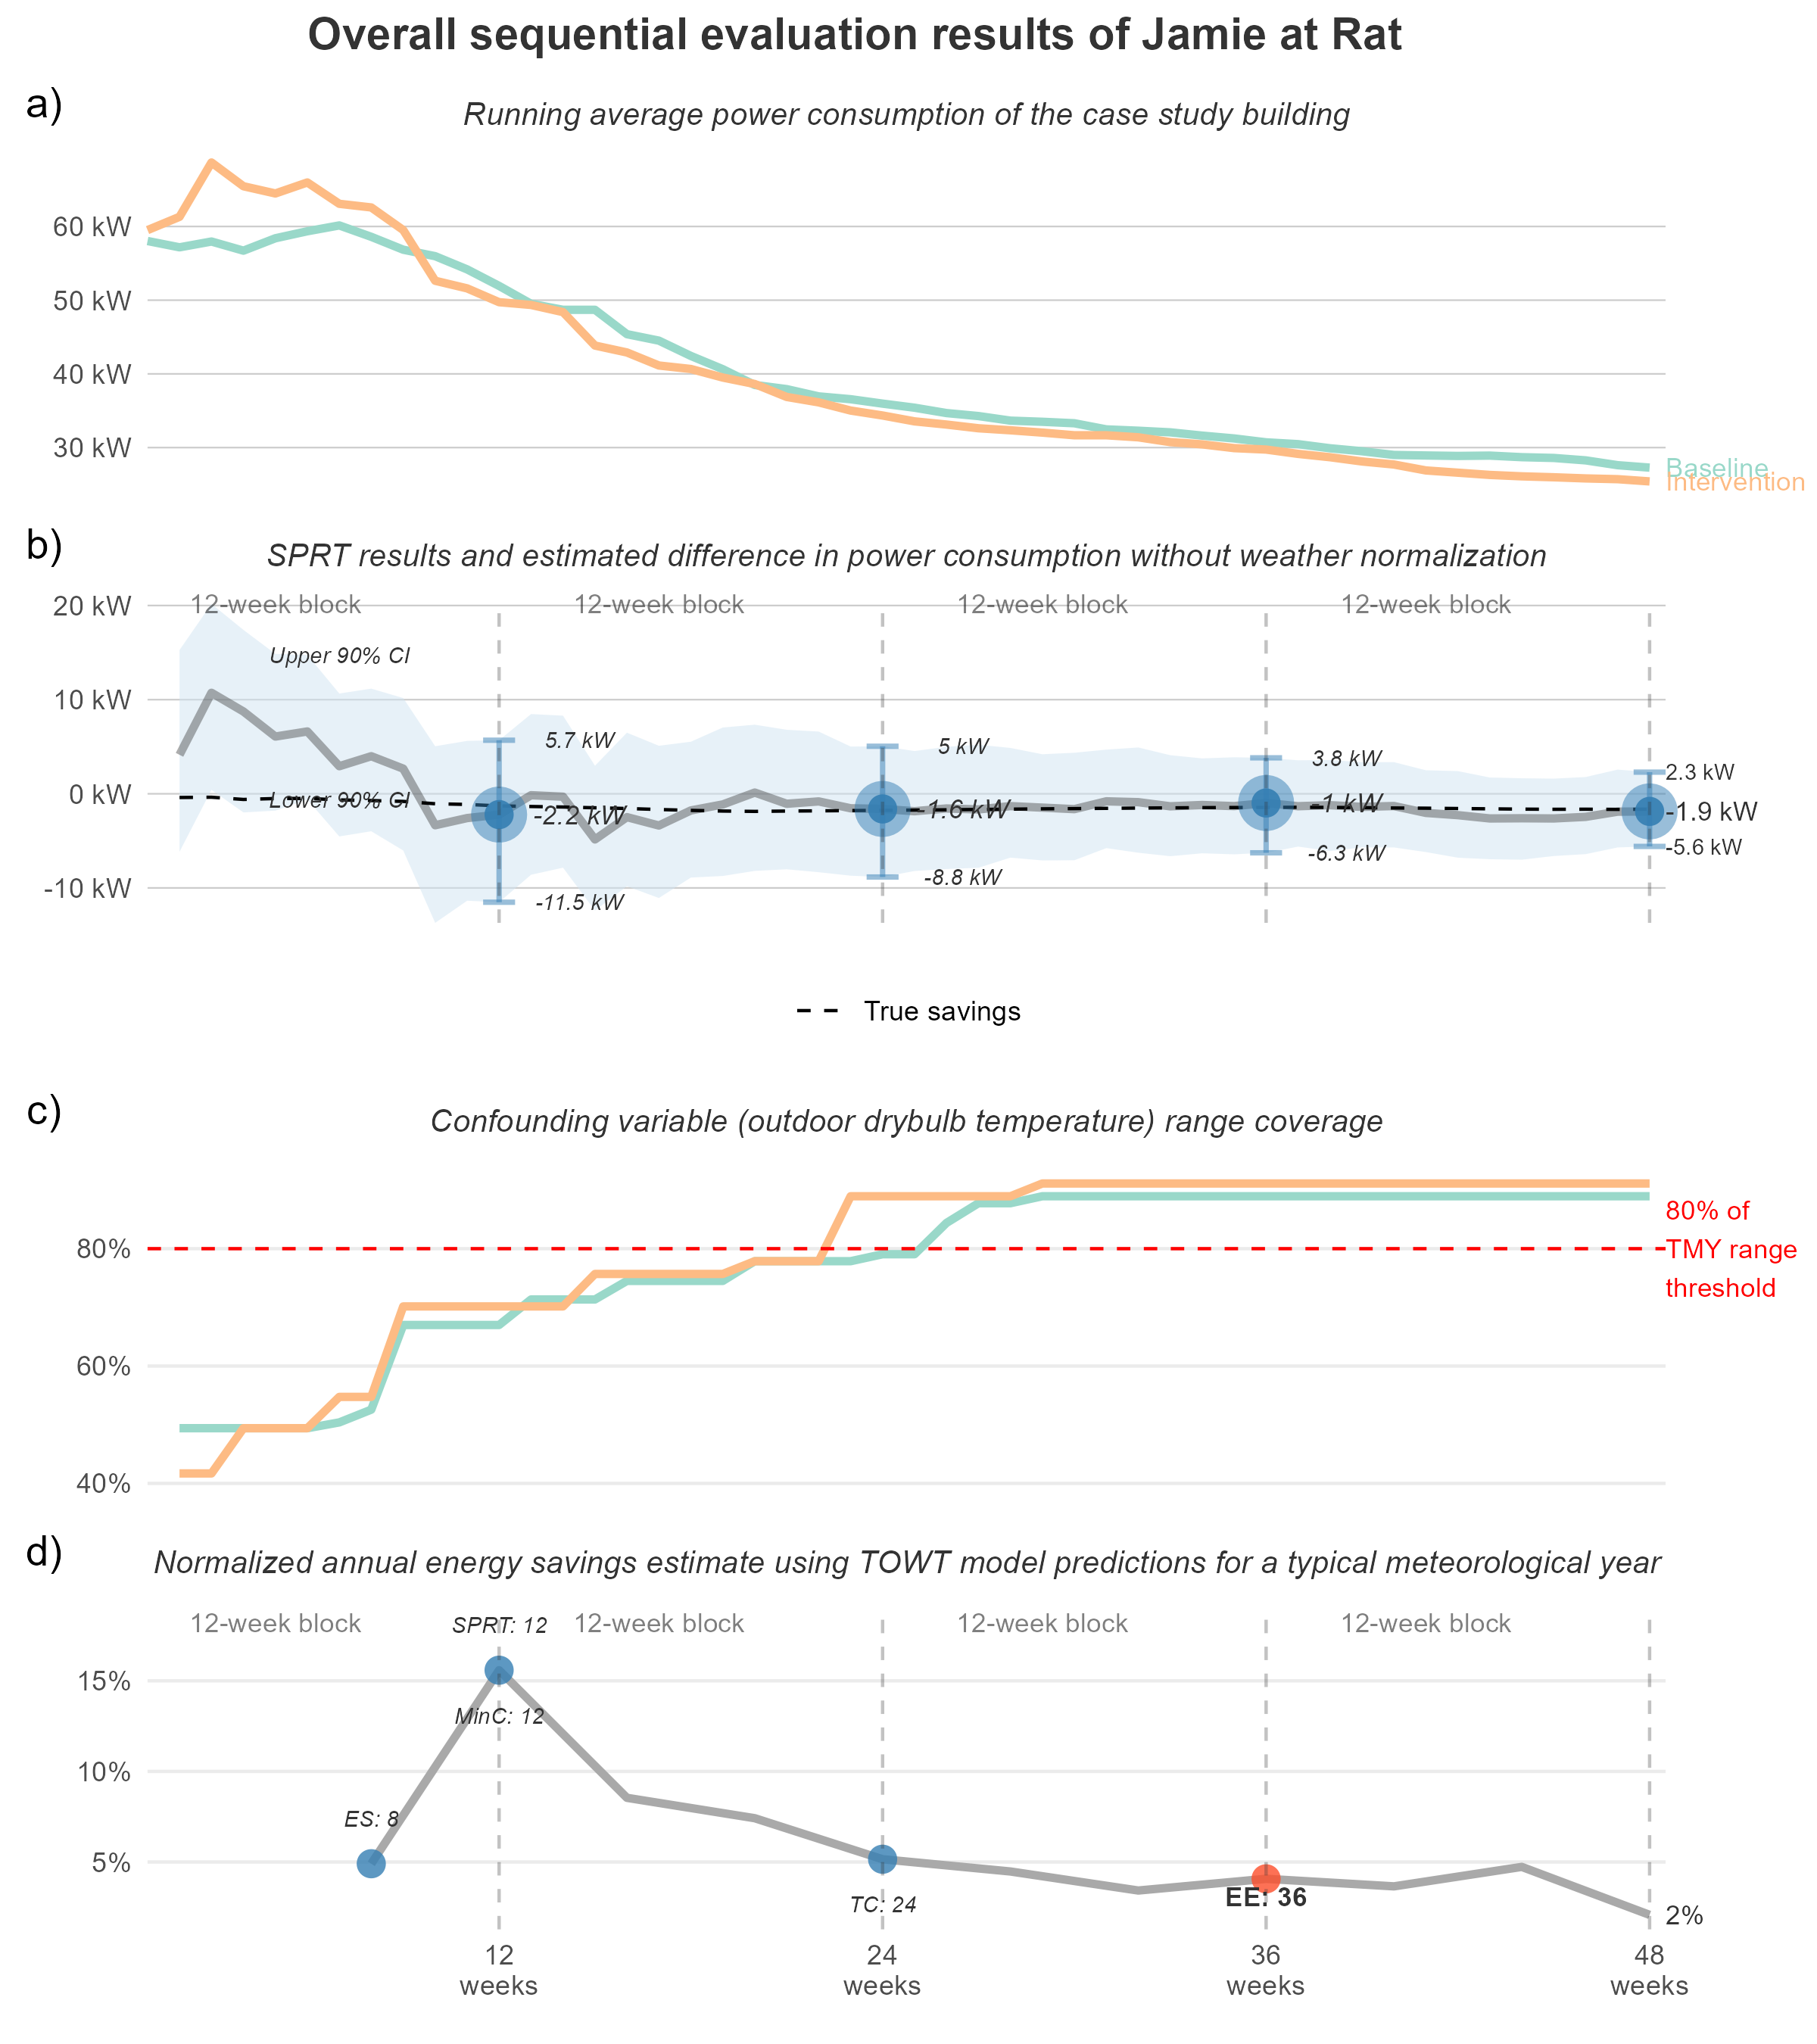 Overall sequential evaluation results of Jamie at Rat
a)
Running average power consumption of the case study building
60 kW
50 kW
40 kW
30 kW
Baseline
Intervention
b)
SPRT results and estimated difference in power consumption without weather normalization
20 kW
12-week block
12-week block
12-week block
12-week block
Upper 90% CI
10 kW
5.7 kW
5 kW
3.8 kW
2.3 kW
0 kW
Lower 90% CI
-2.2 kW
-1.6 kW
-1 kW
-1.9 kW
-6.3 kW
-5.6 kW
-10 kW
-11.5 kW
-8.8 kW
True savings
c)
Confounding variable (outdoor drybulb temperature) range coverage
80%
60%
40%
80% of
TMY range
threshold
d)
Normalized annual energy savings estimate using TOWT model predictions for a typical meteorological year
12-week block
SPRT: 12
12-week block
12-week block
12-week block
15%
MinC: 12
10%
ES: 8
5%
TC: 24
EE: 36
2%
12
weeks
24
weeks
36
weeks
48
weeks